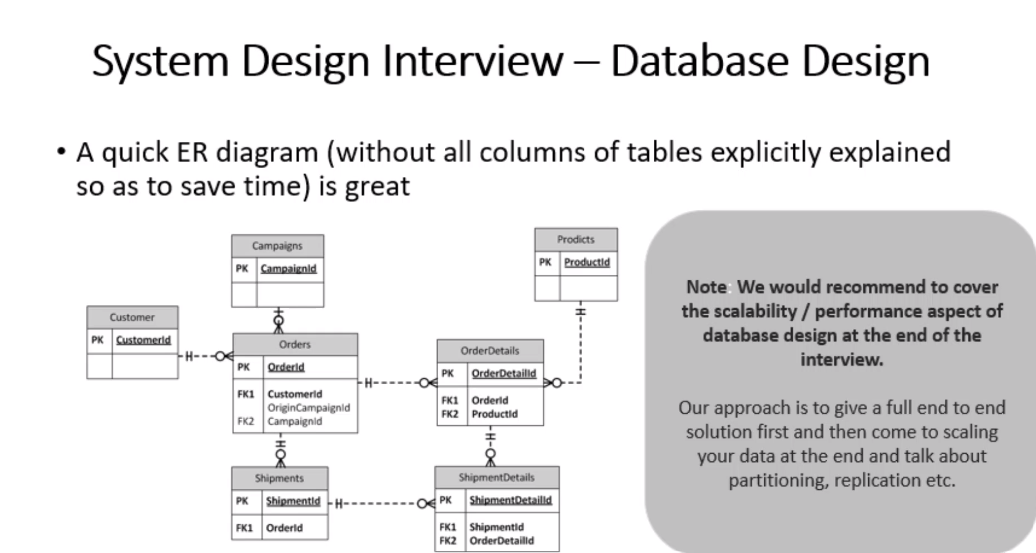 System Design Interview – Database Design
• A quick ER diagram (without all columns of tables explicitly explained
so as to save time) is great
Campaigns
PK CampaignId
Prodicts
PK ProductId
Customer
PK CustomerId
Orders
PK OrderId
FK1 CustomerId
OriginCampaignId
FK2 CampaignId
OrderDetails
PK OrderDetailId
FK1 OrderId
FK2 ProductId
Shipments
PK ShipmentId
FK1 OrderId
ShipmentDetails
PK ShipmentDetailId
FK1 ShipmentId
FK2 OrderDetailId
Note: We would recommend to cover
the scalability / performance aspect of
database design at the end of the
interview.
Our approach is to give a full end to end
solution first and then come to scaling
your data at the end and talk about
partitioning, replication etc.